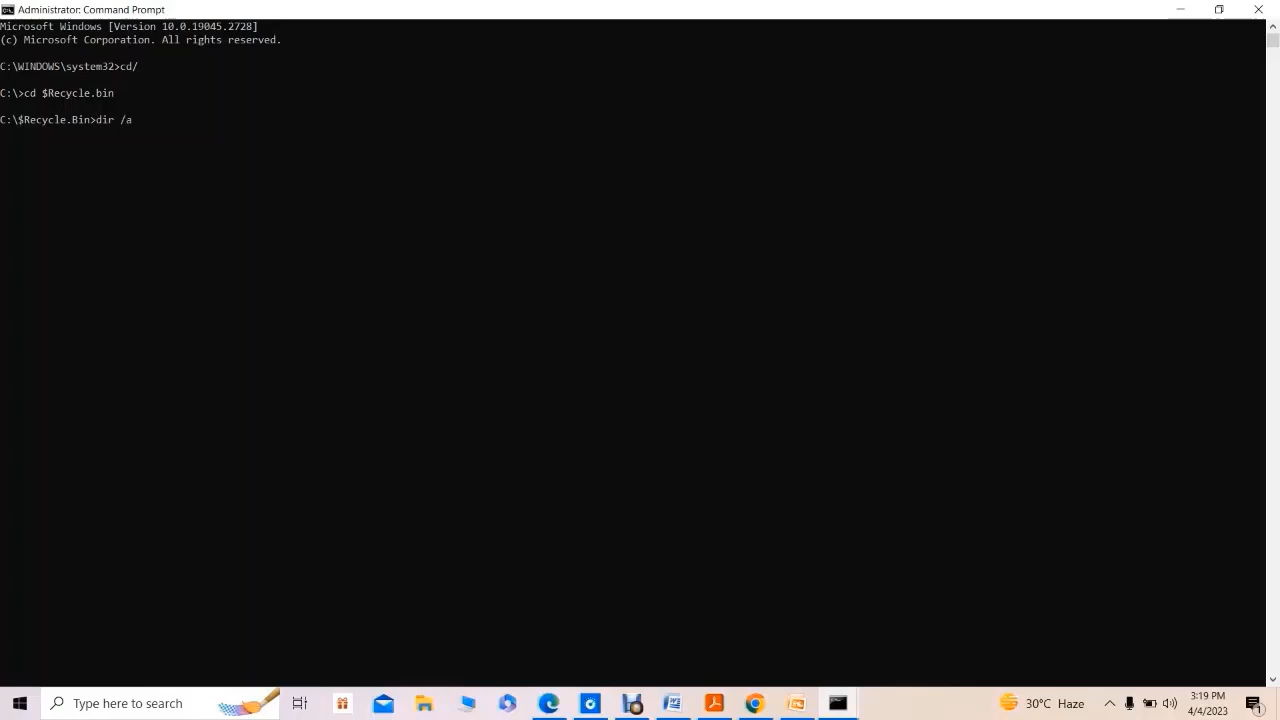 Administrator: Command Prompt
Microsoft Windows [Version 10.0.19045.2728]
(c) Microsoft Corporation. All rights reserved.
C:\WINDOWS\system32>cd/
C:\>cd $Recycle.bin
C:\$Recycle.Bin>dir /a
Type here to search
30°C Haze
3:19 PM
4/4/2023
1